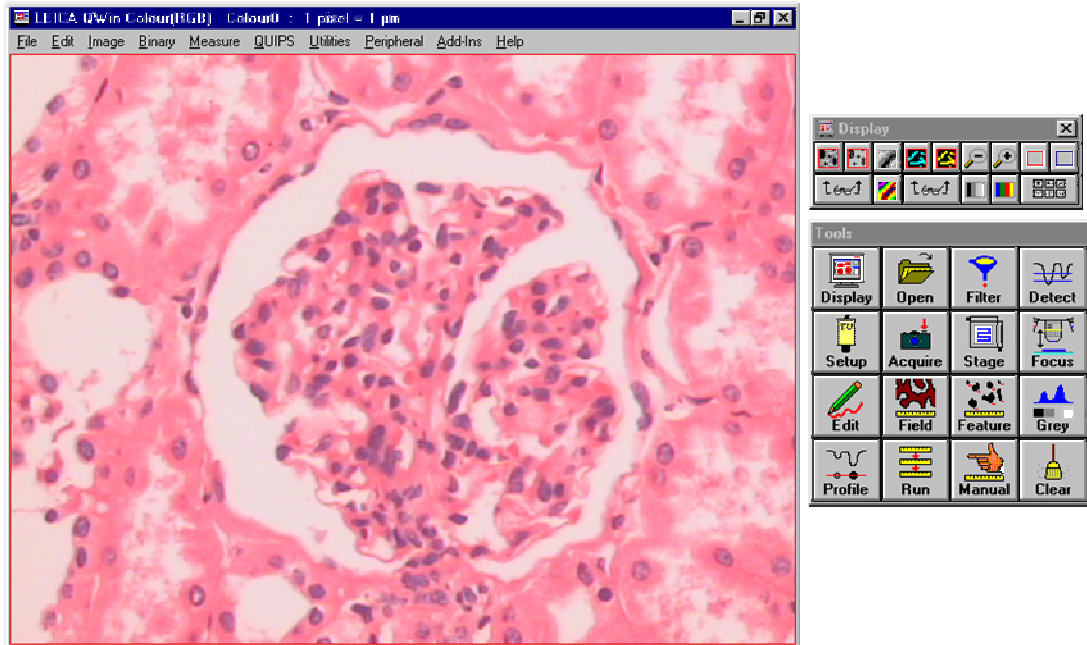 LEICA QWin Colour(RGB) Colour0 : 1 pixel = 1 µm
File Edit Image Binary Measure QUIPS Utilities Peripheral Add-Ins Help
Display
Tools
Display Open Filter Detect
Setup Acquire Stage Focus
Edit Field Feature Grey
Profile Run Manual Clear